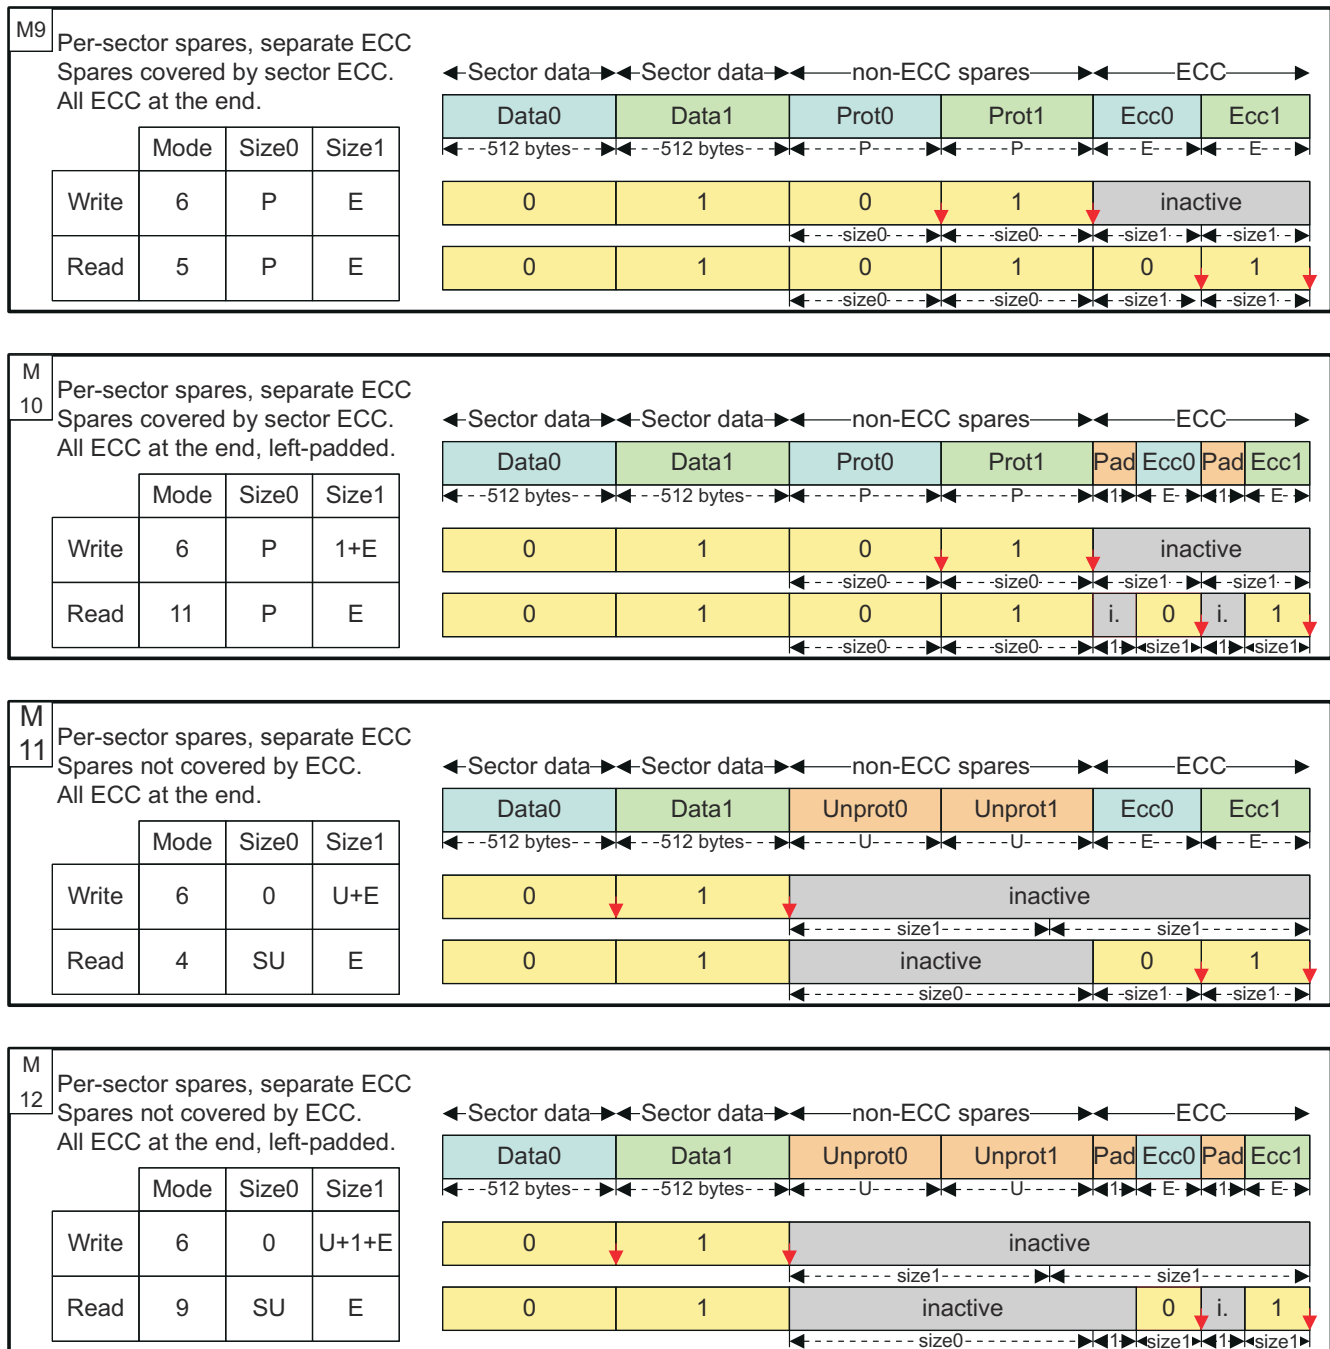 M9
Per-sector spares, separate ECC
Spares covered by sector ECC.
All ECC at the end.
Sector data Sector data non-ECC spares ECC
Data0 Data1 Prot0 Prot1 Ecc0 Ecc1
512 bytes 512 bytes P P E E
Mode Size0 Size1
Write 6 P E
0 1 0 1 inactive
size0 size0 size1 size1
Read 5 P E
0 1 0 1 0 1
size0 size0 size1 size1
M
10
Per-sector spares, separate ECC
Spares covered by sector ECC.
All ECC at the end, left-padded.
Sector data Sector data non-ECC spares ECC
Data0 Data1 Prot0 Prot1 Pad Ecc0 Pad Ecc1
512 bytes 512 bytes P P 1 E 1 E
Mode Size0 Size1
Write 6 P 1+E
0 1 0 1 inactive
size0 size0 size1 size1
Read 11 P E
0 1 0 1 i. 0 i. 1
size0 size0 1 size1 1 size1
M
11
Per-sector spares, separate ECC
Spares not covered by ECC.
All ECC at the end.
Sector data Sector data non-ECC spares ECC
Data0 Data1 Unprot0 Unprot1 Ecc0 Ecc1
512 bytes 512 bytes U U E E
Mode Size0 Size1
Write 6 0 U+E
0 1 inactive
size1 size1
Read 4 SU E
0 1 inactive 0 1
size0 size1 size1
M
12
Per-sector spares, separate ECC
Spares not covered by ECC.
All ECC at the end, left-padded.
Sector data Sector data non-ECC spares ECC
Data0 Data1 Unprot0 Unprot1 Pad Ecc0 Pad Ecc1
512 bytes 512 bytes U U 1 E 1 E
Mode Size0 Size1
Write 6 0 U+1+E
0 1 inactive
size1 size1
Read 9 SU E
0 1 inactive 0 i. 1
size0 1 size1 1 size1